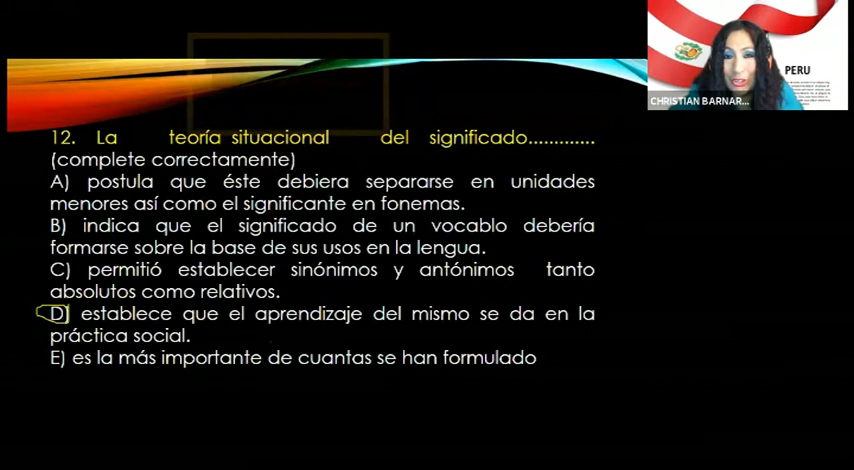 PERU
CHRISTIAN BARNAR...
12. La teoría situacional del significado.............
(complete correctamente)
A) postula que éste debiera separarse en unidades
menores así como el significante en fonemas.
B) indica que el significado de un vocablo debería
formarse sobre la base de sus usos en la lengua.
C) permitió establecer sinónimos y antónimos tanto
absolutos como relativos.
D) establece que el aprendizaje del mismo se da en la
práctica social.
E) es la más importante de cuantas se han formulado